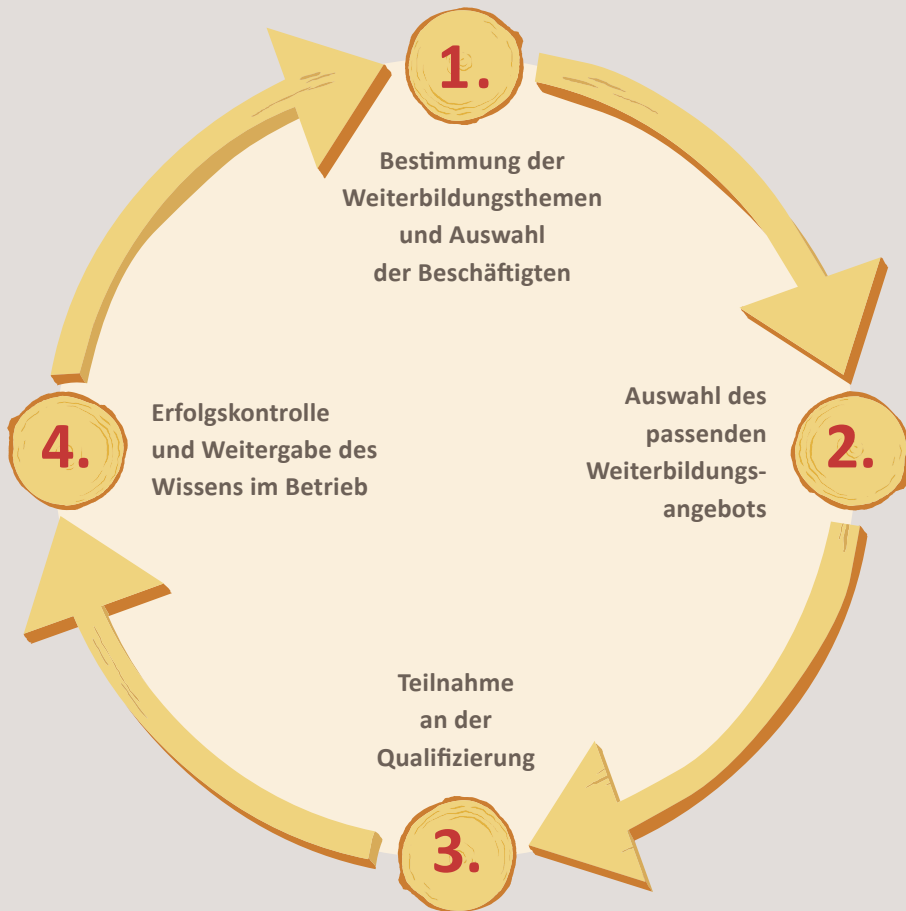 1.
Bestimmung der
Weiterbildungsthemen
und Auswahl
der Beschäftigten
2.
Auswahl des
passenden
Weiterbildungs-
angebots
3.
Teilnahme
an der
Qualifizierung
4.
Erfolgskontrolle
und Weitergabe des
Wissens im Betrieb